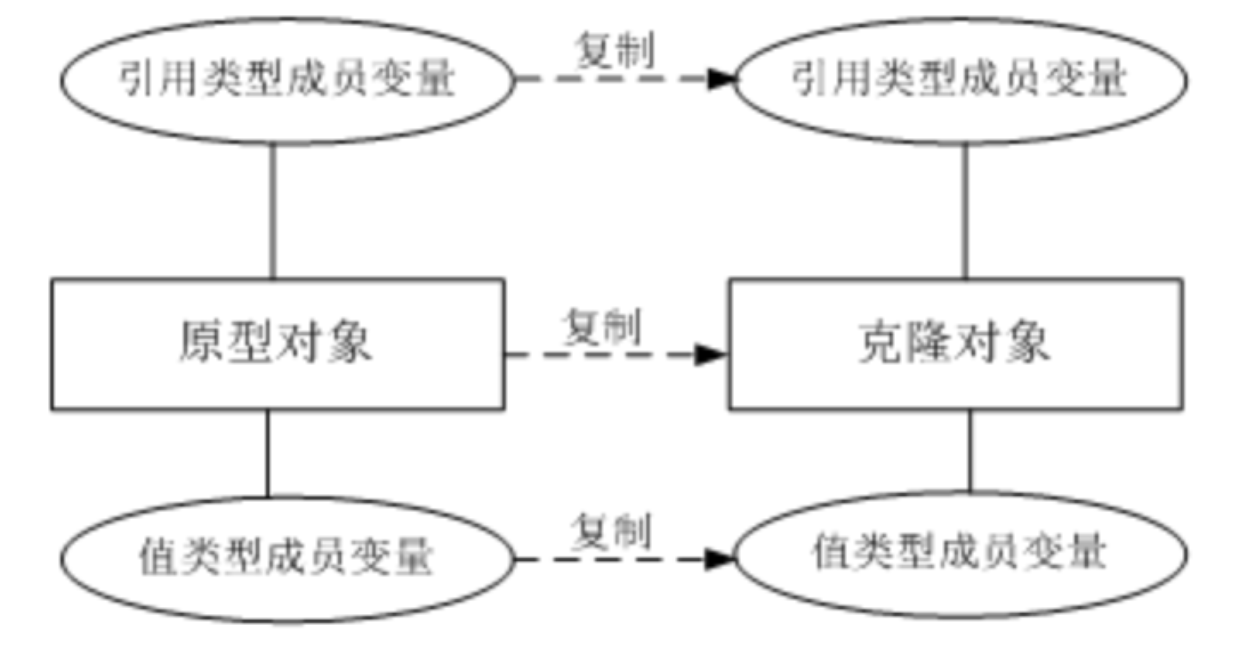 引用类型成员变量
复制
引用类型成员变量
原型对象
复制
克隆对象
值类型成员变量
复制
值类型成员变量